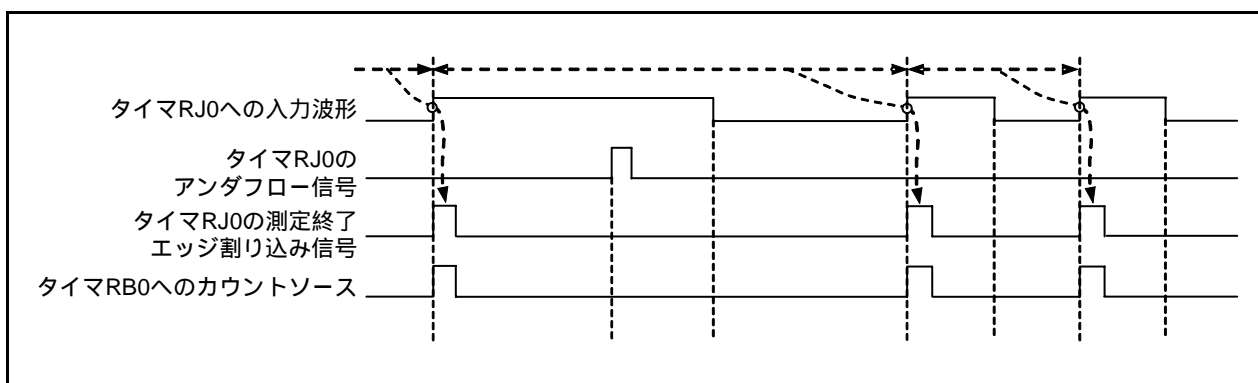 タイマRJ0への入力波形
タイマRJ0の
アンダフロー信号
タイマRJ0の測定終了
エッジ割り込み信号
タイマRB0へのカウントソース